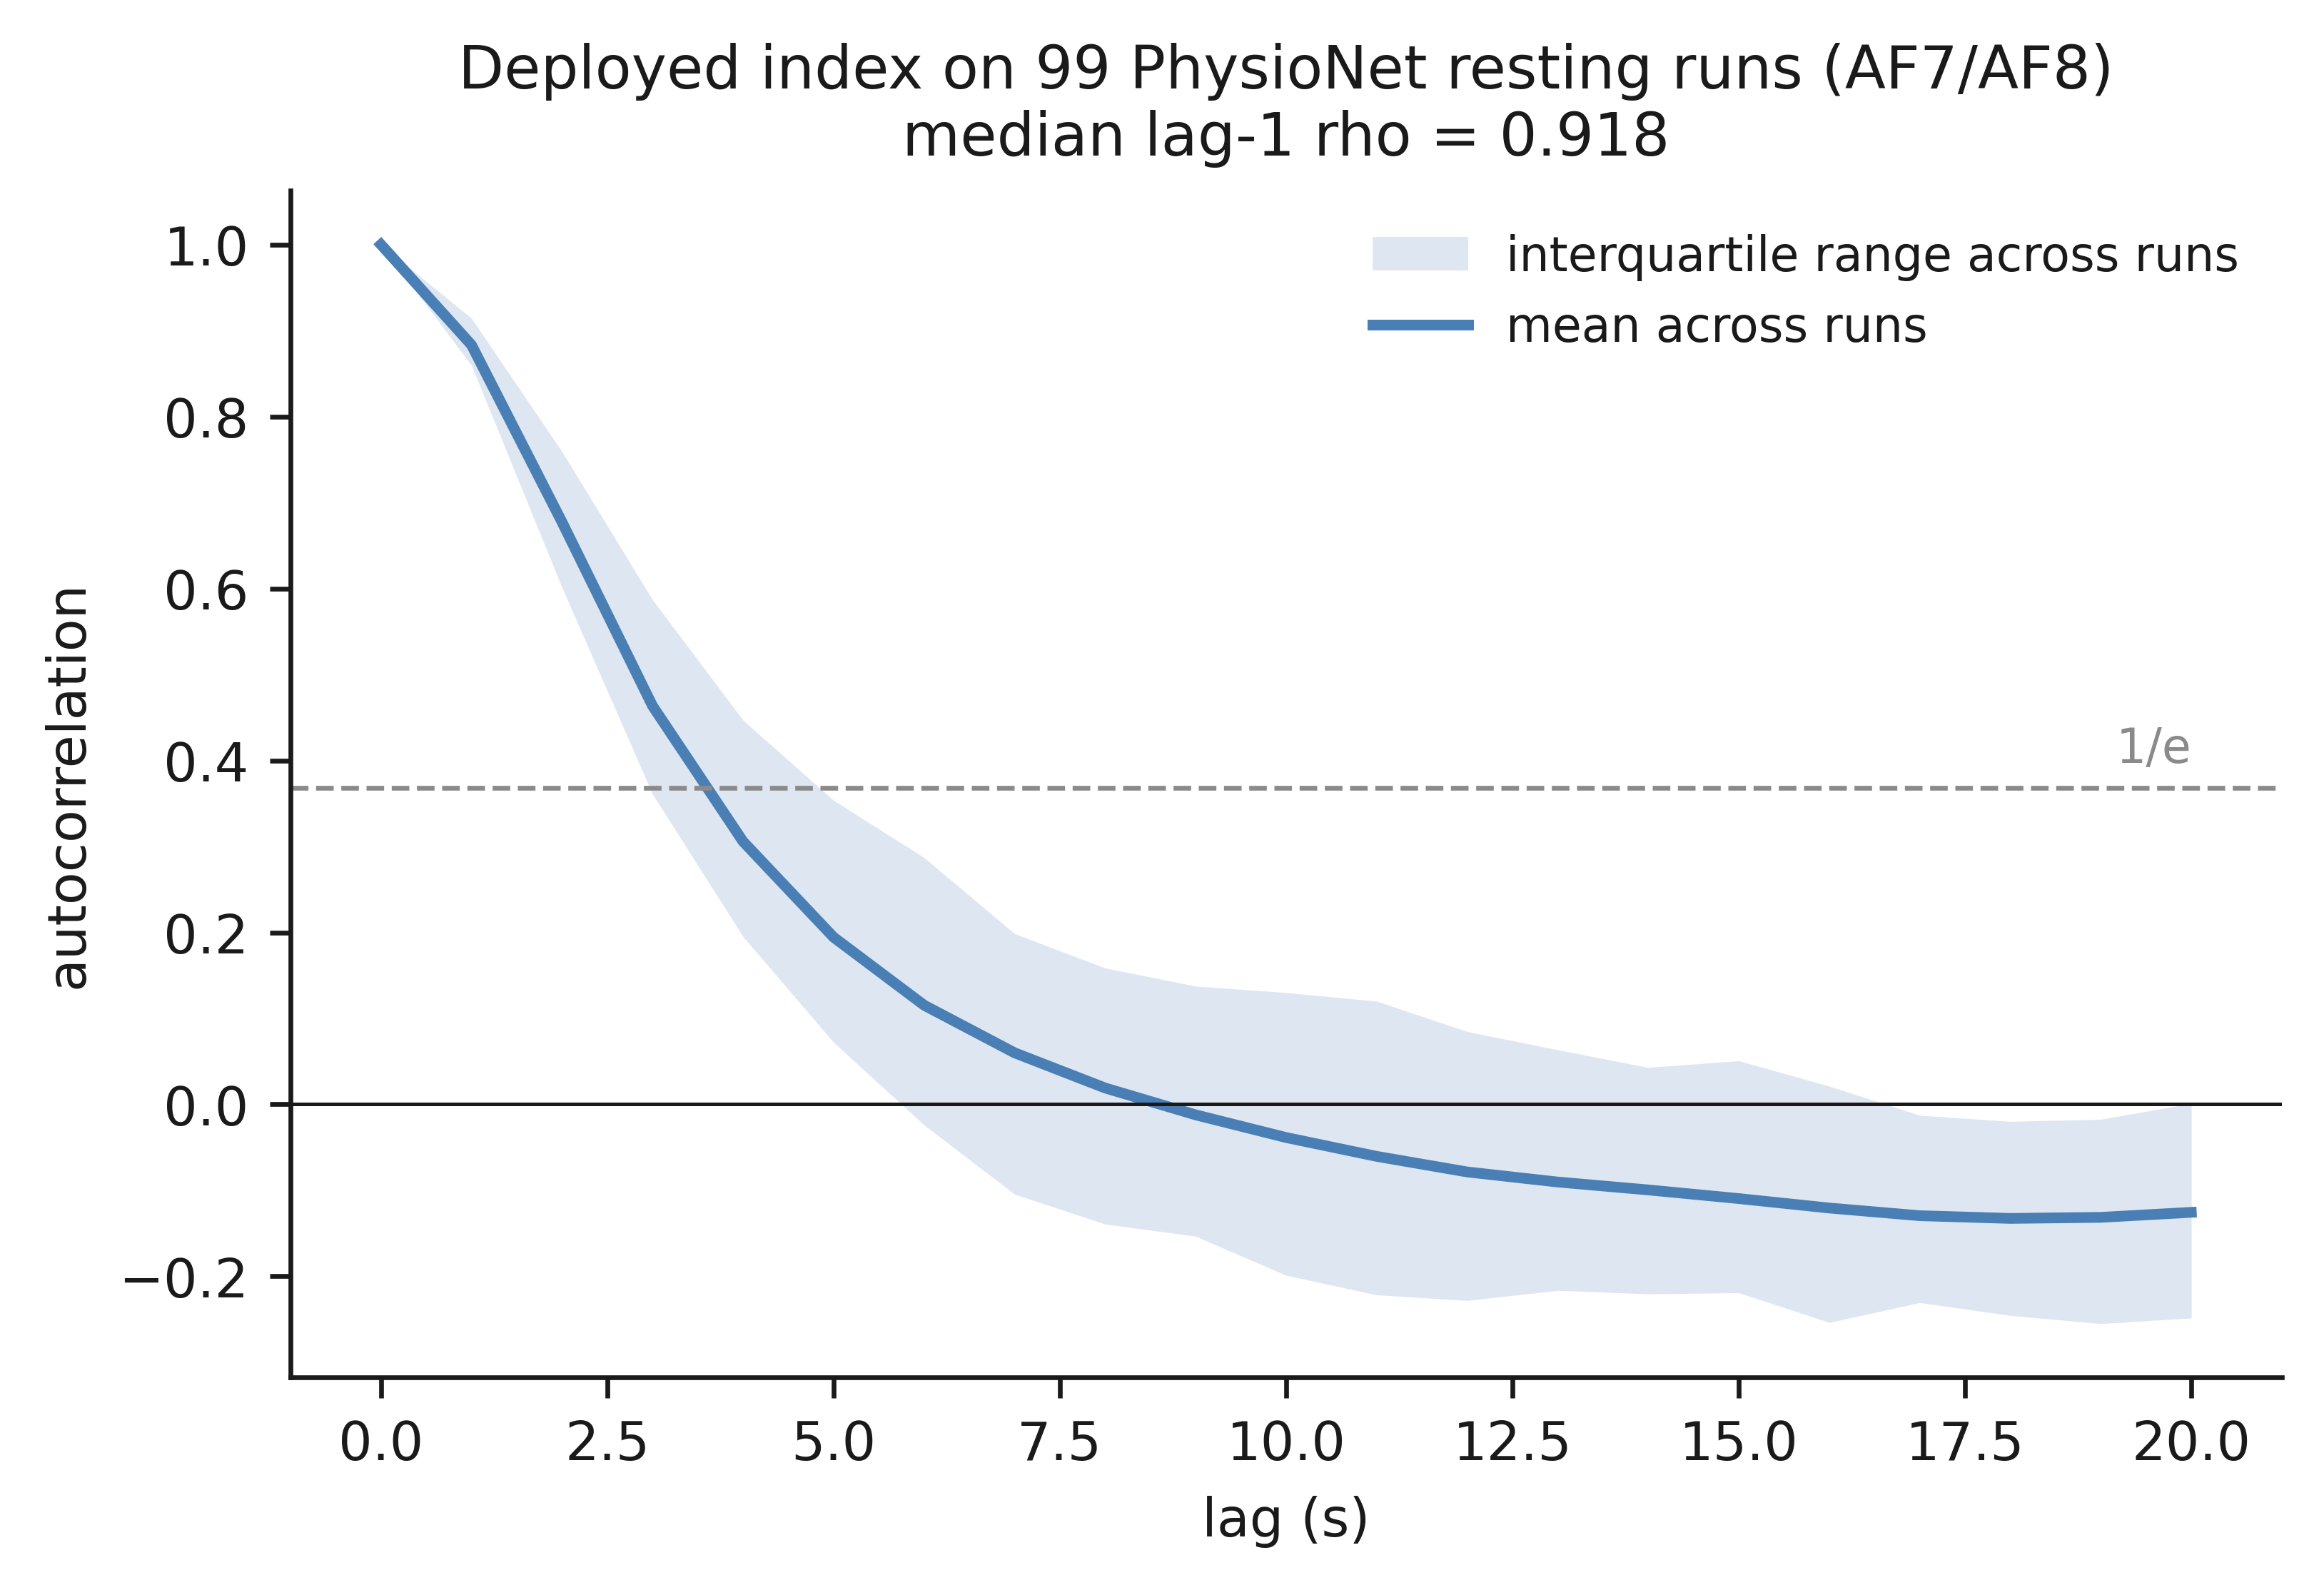 Deployed index on 99 PhysioNet resting runs (AF7/AF8)
median lag-1 rho = 0.918
interquartile range across runs
mean across runs
1.0
0.8
0.6
0.4
0.2
0.0
−0.2
autocorrelation
1/e
0.0 2.5 5.0 7.5 10.0 12.5 15.0 17.5 20.0
lag (s)